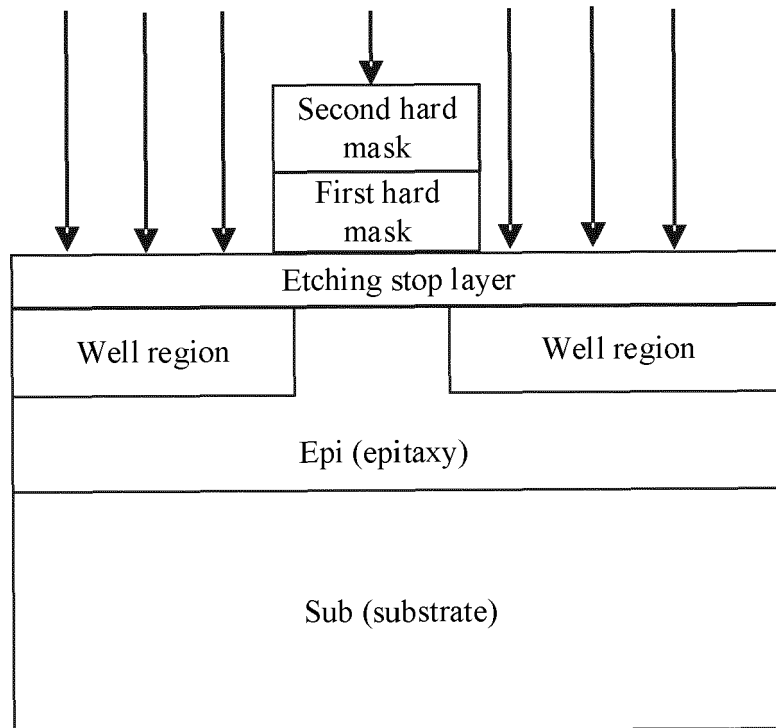 Second hard
mask
First hard
mask
Etching stop layer
Well region
Well region
Epi (epitaxy)
Sub (substrate)